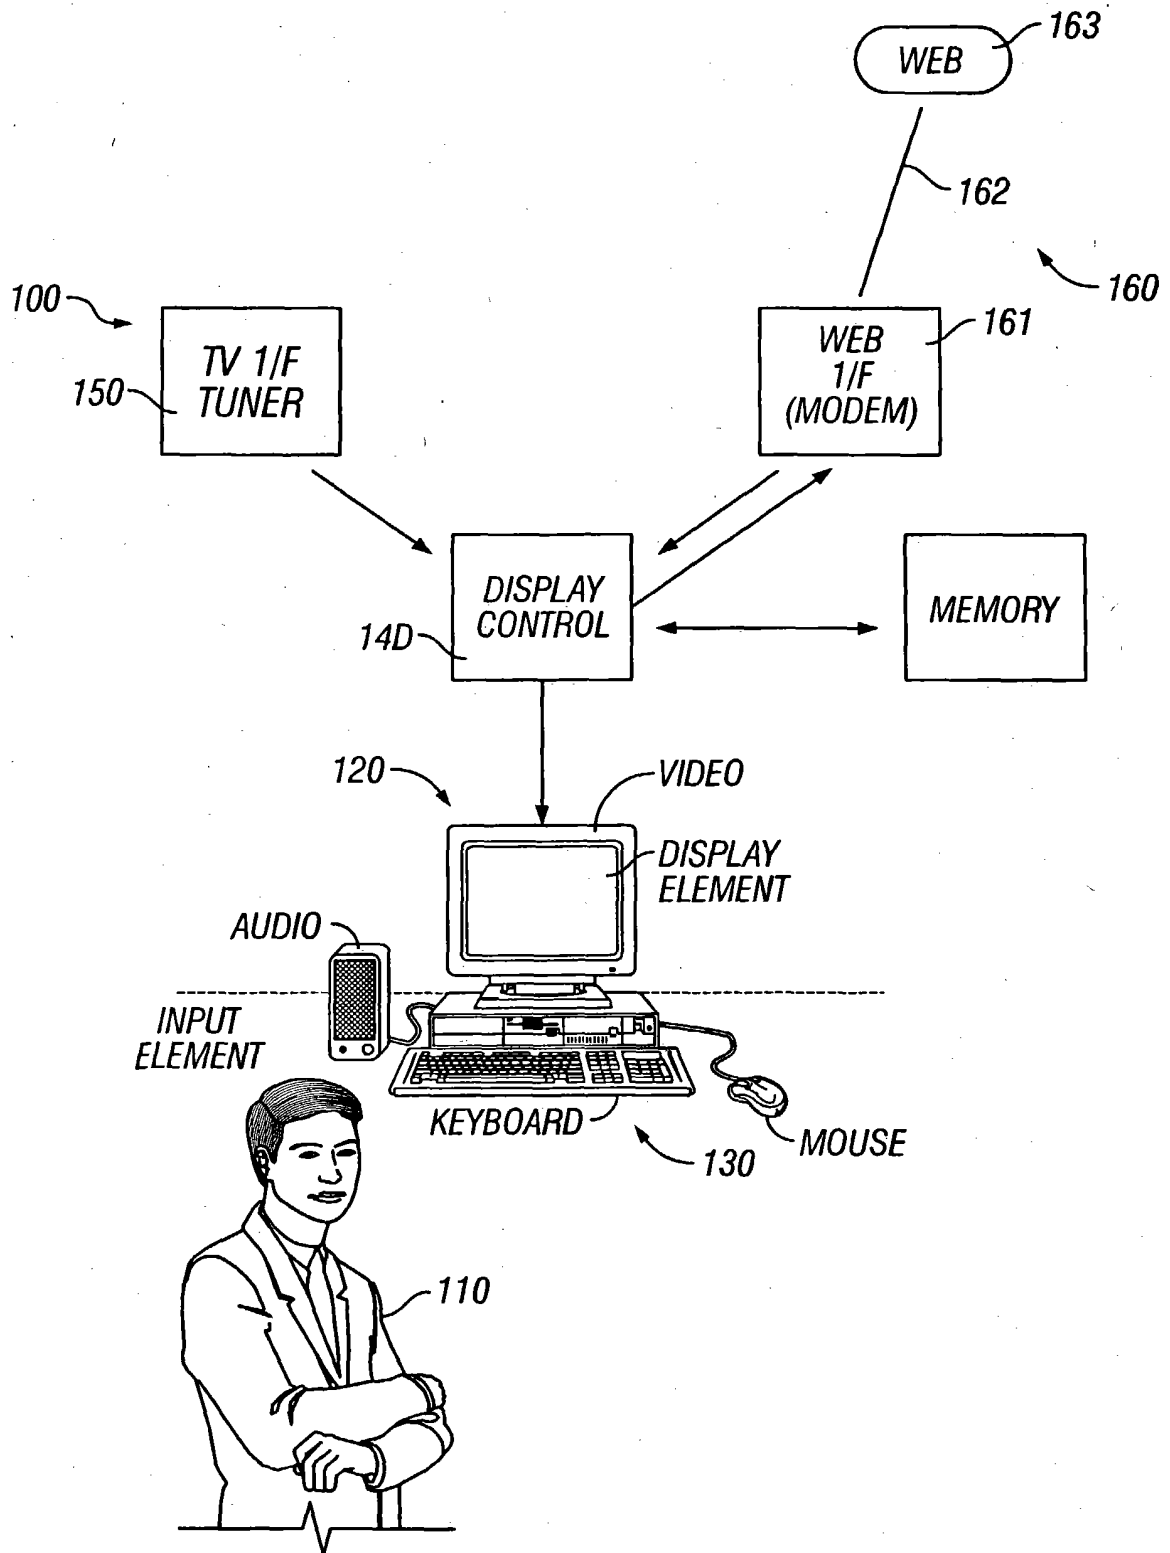 163
WEB
162
160
100
TV 1/F
TUNER
150
WEB
1/F
(MODEM)
161
DISPLAY
CONTROL
14D
MEMORY
120
VIDEO
DISPLAY
ELEMENT
AUDIO
INPUT
ELEMENT
KEYBOARD
MOUSE
130
110